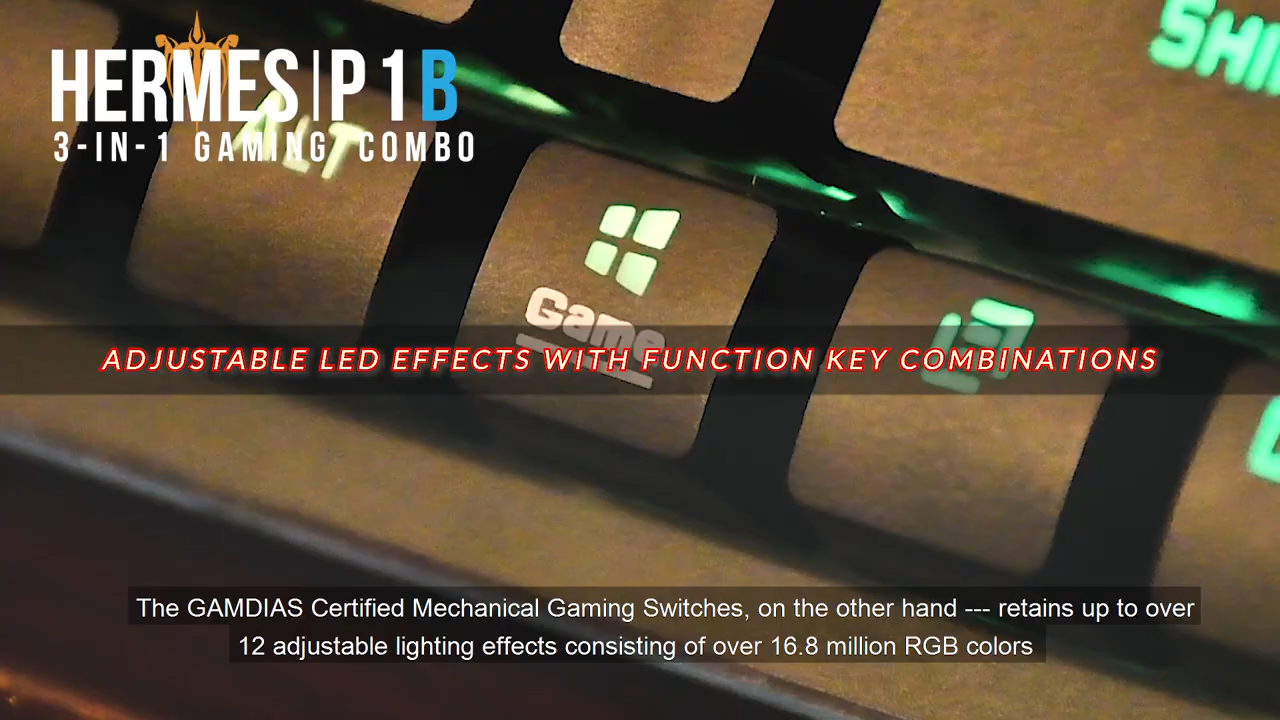 HERMES|P1B
3-IN-1 GAMING COMBO
SHI
ALT
Game
ADJUSTABLE LED EFFECTS WITH FUNCTION KEY COMBINATIONS
The GAMDIAS Certified Mechanical Gaming Switches, on the other hand --- retains up to over
12 adjustable lighting effects consisting of over 16.8 million RGB colors